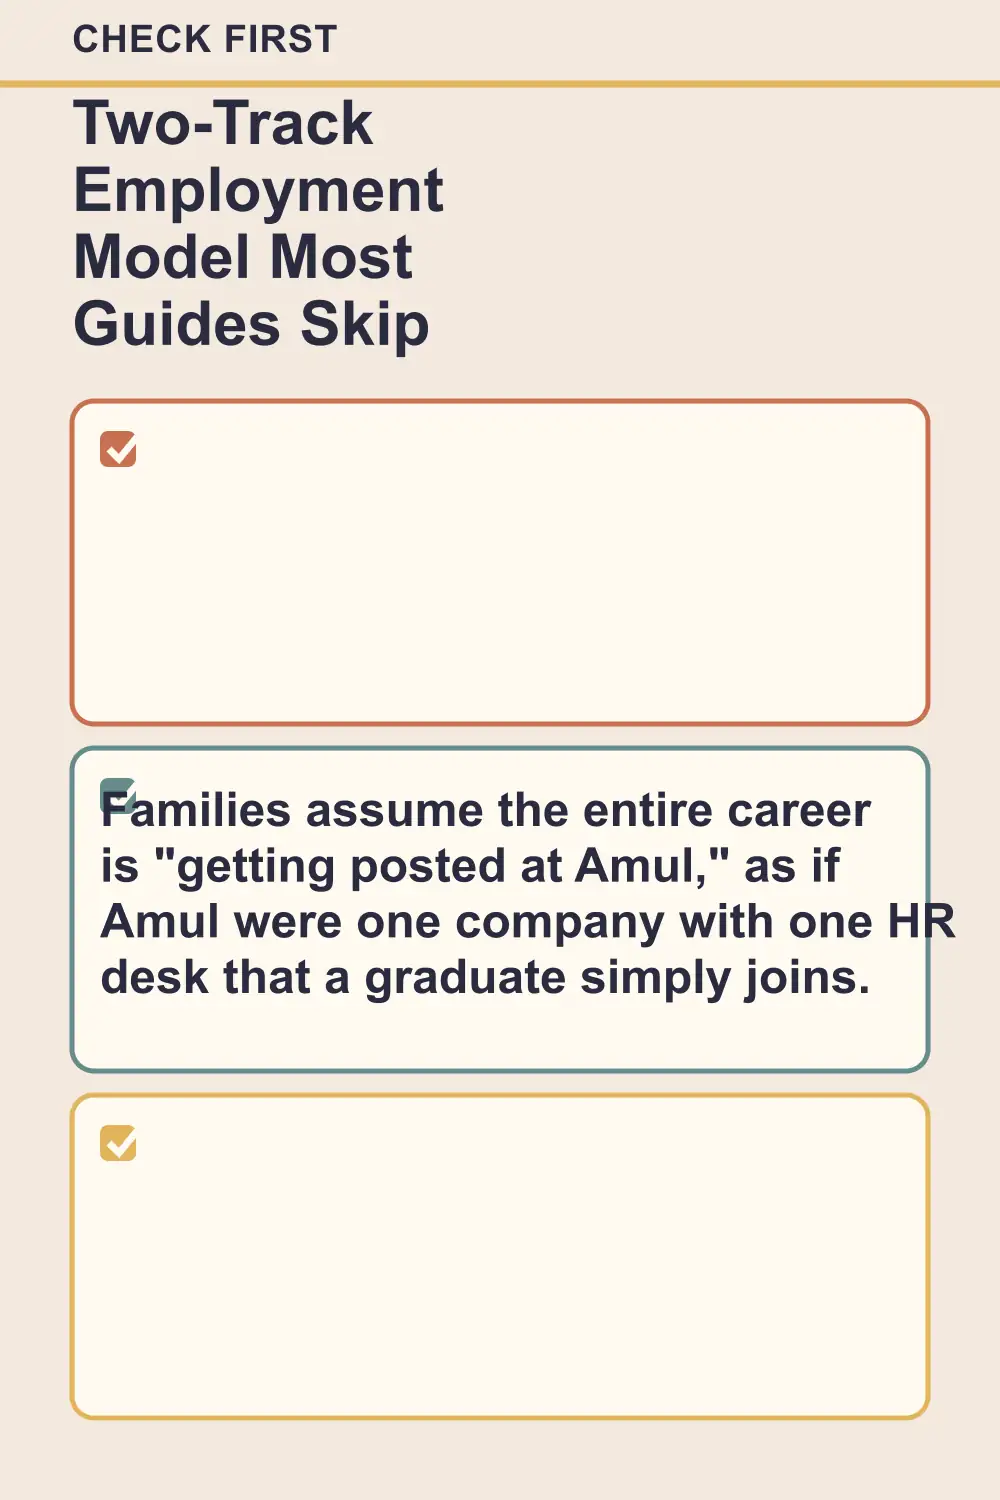 CHECK FIRST
Two-Track
Employment
Model Most
Guides Skip
Families assume the entire career
is "getting posted at Amul," as if
Amul were one company with one HR
desk that a graduate simply joins.